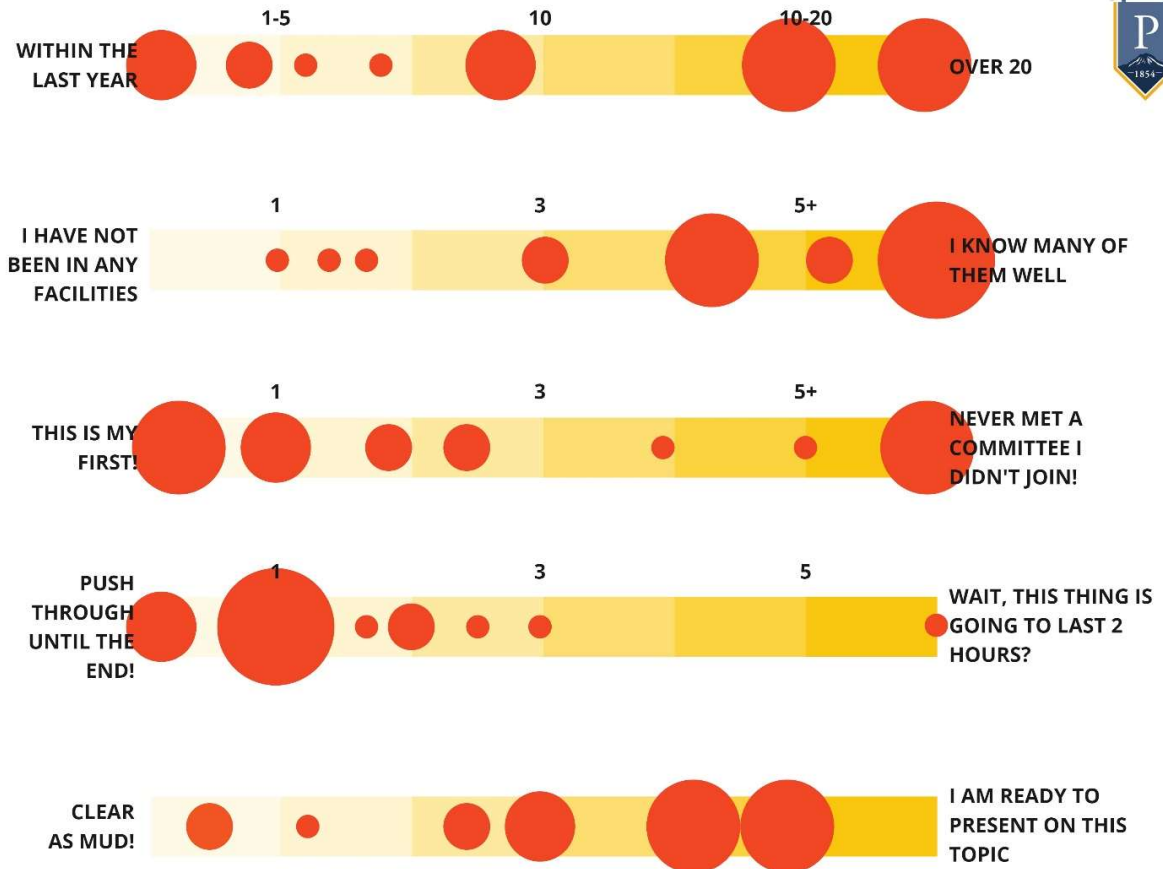 1-5 10 10-20
WITHIN THE
LAST YEAR
OVER 20
P
1854
1 3 5+
I HAVE NOT
BEEN IN ANY
FACILITIES
I KNOW MANY OF
THEM WELL
1 3 5+
THIS IS MY
FIRST!
NEVER MET A
COMMITTEE I
DIDN'T JOIN!
1 3 5
PUSH
THROUGH
UNTIL THE
END!
WAIT, THIS THING IS
GOING TO LAST 2
HOURS?
CLEAR
AS MUD!
I AM READY TO
PRESENT ON THIS
TOPIC